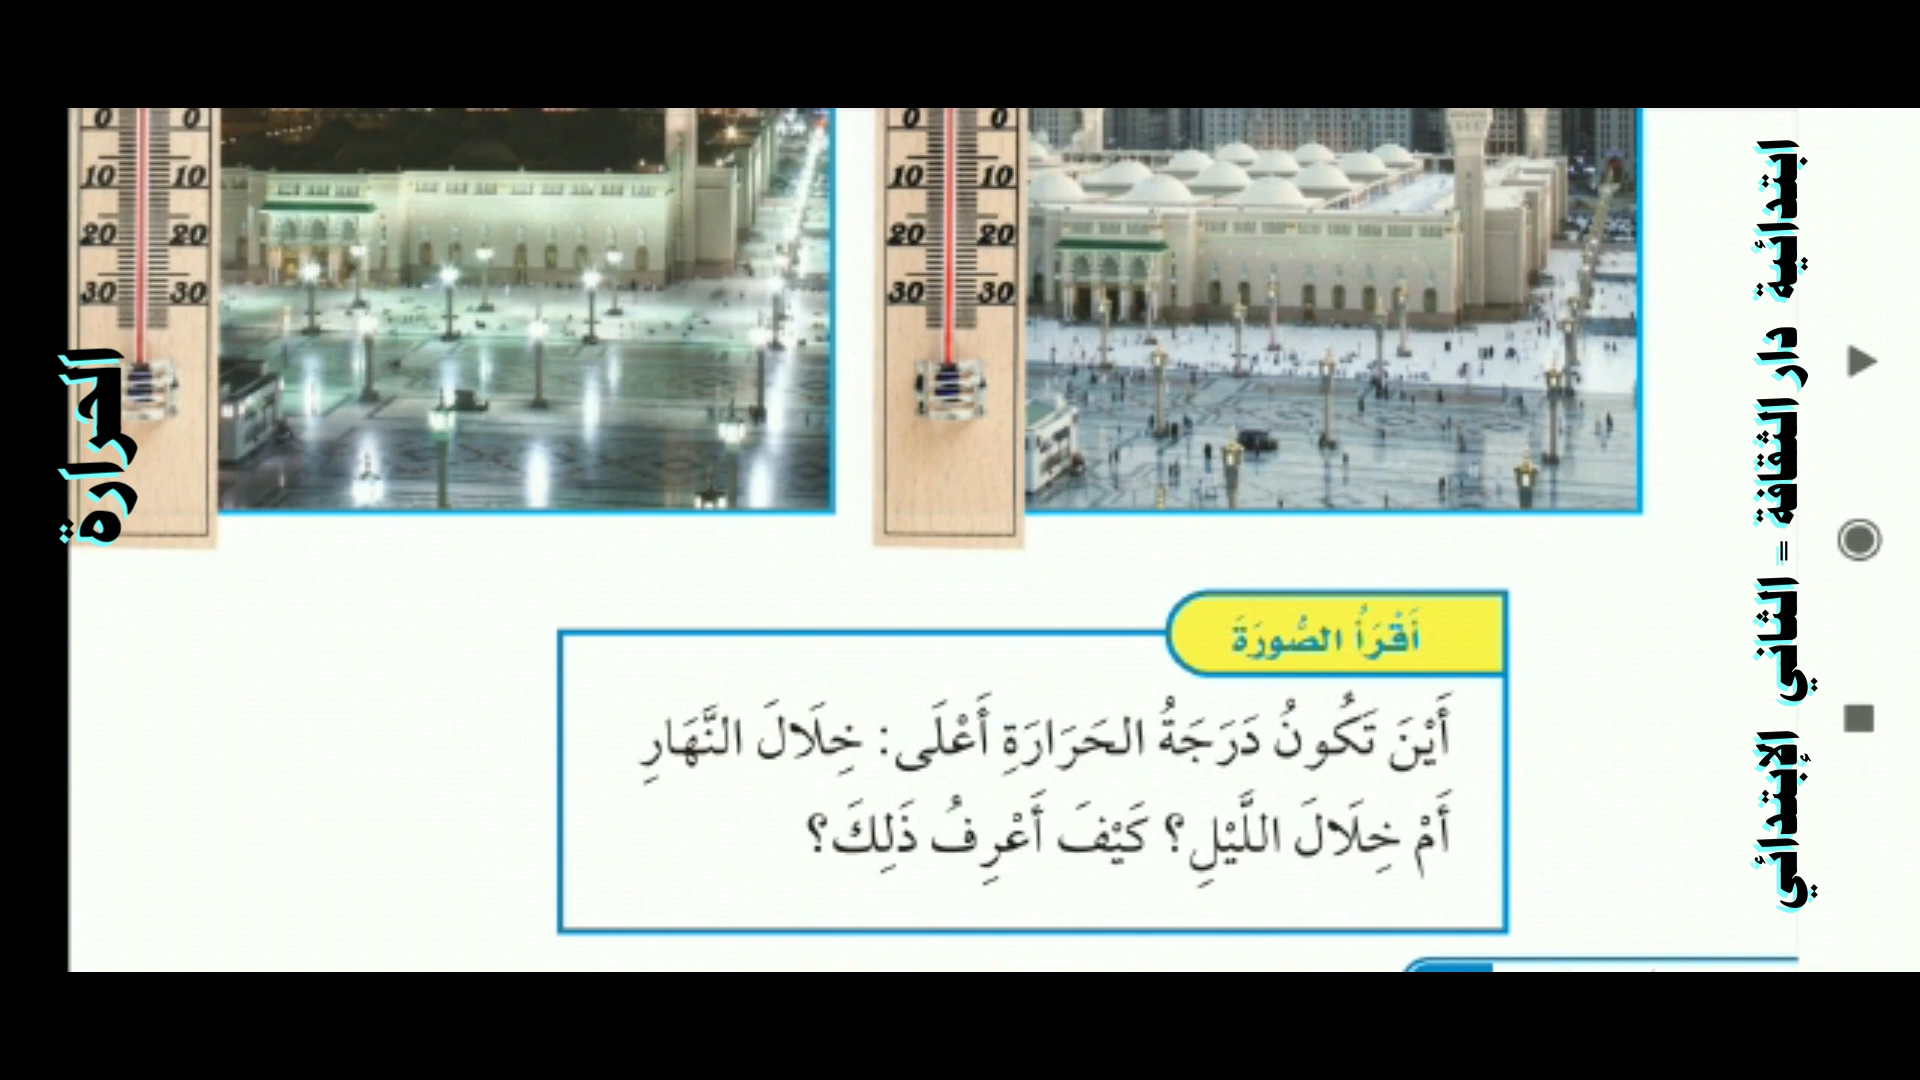 0 0
10 10
20 20
30 30
0 0
10 10
20 20
30 30
الحرارة
أَقْرَأُ الصُّورَةَ
أَيْنَ تَكُونُ دَرَجَةُ الحَرَارَةِ أَعْلَى: خِلَالَ النَّهَارِ
أَمْ خِلَالَ اللَّيْلِ؟ كَيْفَ أَعْرِفُ ذَلِكَ؟
ابتدائية دار الثقافة = الثاني الإبتدائي